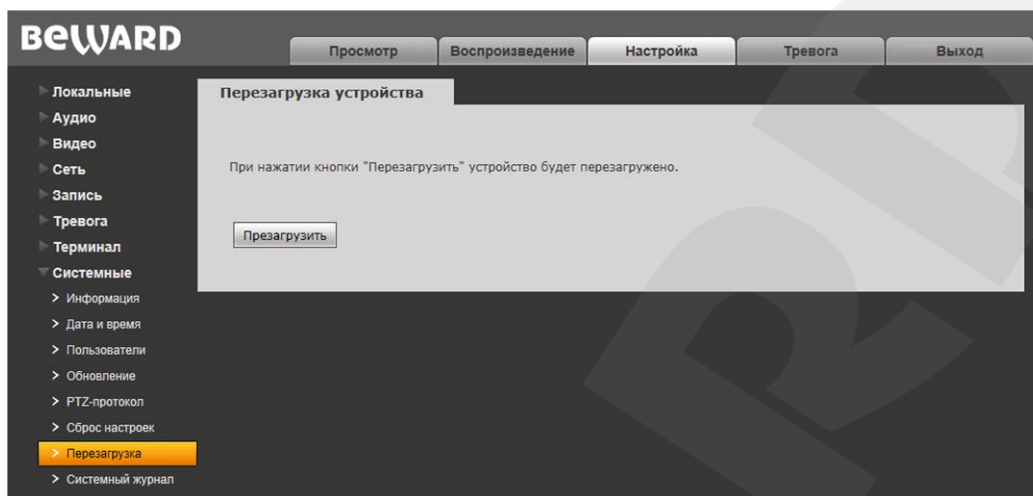 BEWARD
Просмотр Воспроизведение Настройка Тревога Выход
Локальные
Аудио
Видео
Сеть
Запись
Тревога
Терминал
Системные
Информация
Дата и время
Пользователи
Обновление
PTZ-протокол
Сброс настроек
Перезагрузка
Системный журнал
Перезагрузка устройства
При нажатии кнопки "Перезагрузить" устройство будет перезагружено.
Презагрузить